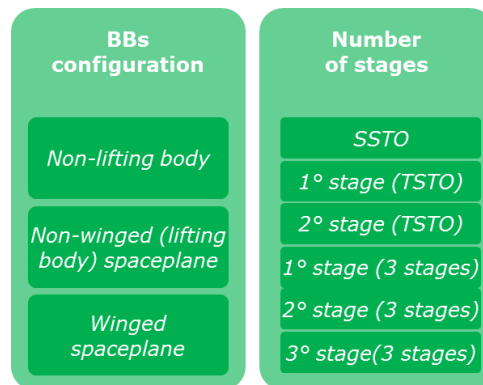 BBs
configuration
Non-lifting body
Non-winged (lifting
body) spaceplane
Winged
spaceplane
Number
of stages
SSTO
1° stage (TSTO)
2° stage (TSTO)
1° stage (3 stages)
2° stage (3 stages)
3° stage(3 stages)